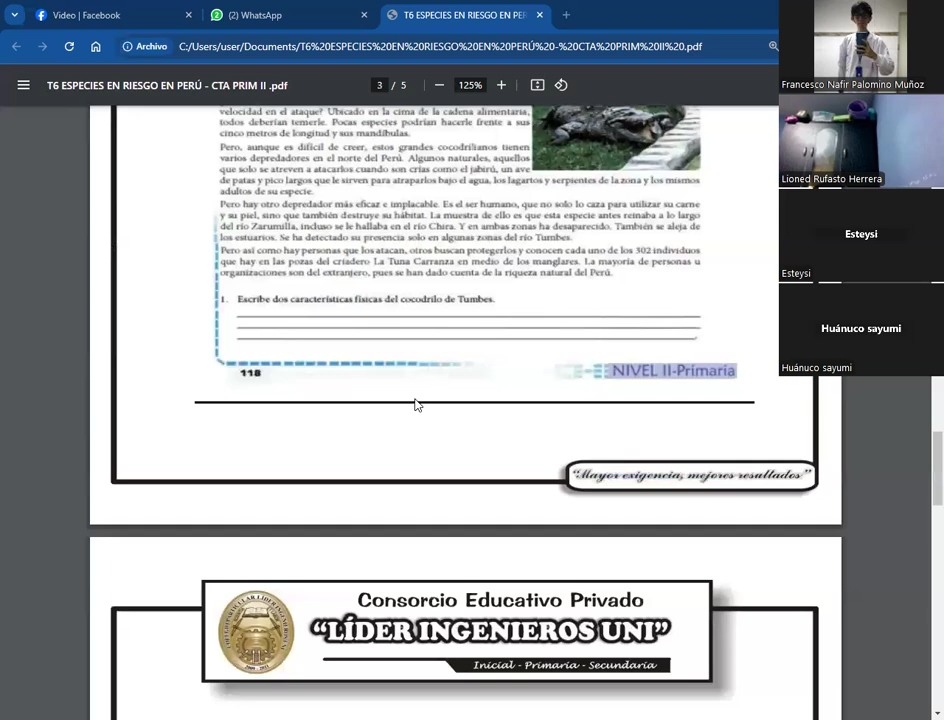 Video | Facebook
(2) WhatsApp
T6 ESPECIES EN RIESGO EN PER
Archivo
C:/Users/user/Documents/T6%20ESPECIES%20EN%20RIESGO%20EN%20PERÚ%20-%20CTA%20PRIM%20II%20.pdf
T6 ESPECIES EN RIESGO EN PERÚ - CTA PRIM II .pdf
3 / 5
125%
velocidad en el ataque? Ubicado en la cima de la cadena alimentaria,
todos deberían temerle. Pocas especies podrían hacerle frente a sus
cinco metros de longitud y sus mandíbulas.
Pero, aunque es difícil de creer, estos grandes cocodrilianos tienen
varios depredadores en el norte del Perú. Algunos naturales, aquellos
que solo se atreven a atacarlos cuando son crías como el jabirú, un ave
de patas y pico largos que le sirven para atraparlos bajo el agua, los lagartos y serpientes de la zona y los mismos
adultos de su especie.
Pero hay otro depredador más eficaz e implacable. Es el ser humano, que no solo lo caza para utilizar su carne
y su piel, sino que también destruye su hábitat. La muestra de ello es que esta especie antes reinaba a lo largo
del río Zarumilla, incluso se le hallaba en el río Chira. Y en ambas zonas ha desaparecido. También se aleja de
los estuarios. Se ha detectado su presencia solo en algunas zonas del río Tumbes.
Pero así como hay personas que los atacan, otros buscan protegerlos y conocen cada uno de los 302 individuos
que hay en las pozas del criadero La Tuna Carranza en medio de los manglares. La mayoría de personas u
organizaciones son del extranjero, pues se han dado cuenta de la riqueza natural del Perú.
1. Escribe dos características físicas del cocodrilo de Tumbes.
118
NIVEL II-Primaria
"Mayor exigencia, mejores resultados"
Consorcio Educativo Privado
"LÍDER INGENIEROS UNI"
Inicial - Primaria - Secundaria
Francesco Nafir Palomino Muñoz
Lioned Rufasto Herrera
Esteysi
Esteysi
Huánuco sayumi
Huánuco sayumi